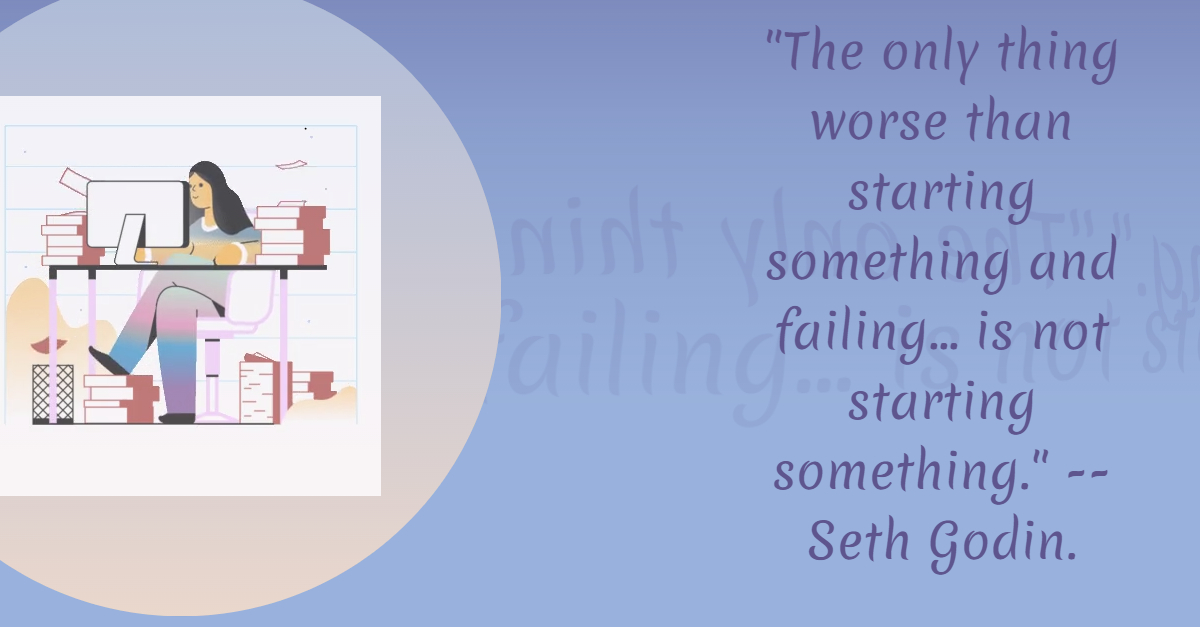 "The only thing
worse than
starting
something and
failing... is not
starting
something." --
Seth Godin.